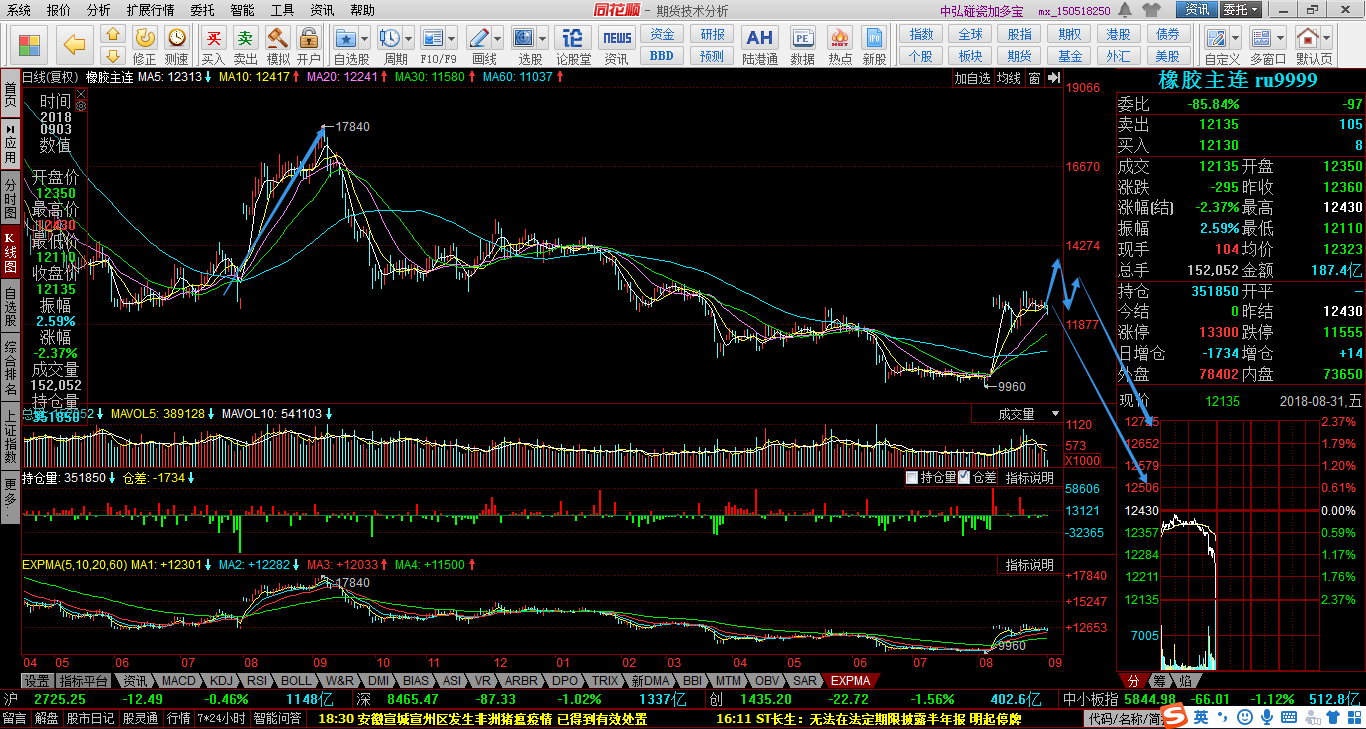 系统 报价 分析 扩展行情 委托 智能 工具 资讯 帮助
同花顺 - 期货技术分析
中弘碰瓷加多宝 mx_150518250 资讯 委托
修正 测速 买 买入 卖 卖出 模拟 开户 自选股 周期 F10/F9 画线 选股 论 论股堂 NEWS 资讯 资金 BBD 研报 预测 AH 陆港通 PE 数据 HOT 热点 IPO 新股 指数 个股 全球 板块 股指 期货 期权 基金 港股 外汇 债券 美股 自定义 多窗口 默认页
首页
应用
分时图
K线图
自选股
综合排名
上证指数
更多
日线(复权) 橡胶主连 MA5: 12313↓ MA10: 12417↑ MA20: 12241↑ MA30: 11580↑ MA60: 11037↑
加自选 均线 窗
时间
2018
0903
数值
开盘价
12350
最高价
12430
最低价
12110
收盘价
12135
振幅
2.59%
涨幅
-2.37%
成交量
152,052
持仓量
351850
17840
9960
19066
16670
14274
11877
MAVOL5: 389128↓ MAVOL10: 541103↓
成交量
1120
573
X1000
持仓量: 351850↓ 仓差: -1734↓
持仓量 仓差 指标说明
58606
13121
-32365
EXPMA(5,10,20,60) MA1: +12301↓ MA2: +12282↓ MA3: +12033↑ MA4: +11500↑
指标说明
17840
9960
+17840
+15247
+12653
04 05 06 07 08 09 10 11 12 01 02 03 04 05 06 07 08 09
设置 指标平台 资讯 MACD KDJ RSI BOLL W&R DMI BIAS ASI VR ARBR DPO TRIX 新DMA BBI MTM OBV SAR EXPMA
橡胶主连 ru9999
委比 -85.84% -97
卖出 12135 105
买入 12130 8
成交 12135 开盘 12350
涨跌 -295 昨收 12360
涨幅(结) -2.37% 最高 12430
振幅 2.59% 最低 12110
现手 104 均价 12323
总手 152,052 金额 187.4亿
持仓 351850 开平 –
今结 0 昨结 12430
涨停 13300 跌停 11555
日增仓 -1734 增仓 +14
外盘 78402 内盘 73650
现价 12135 2018-08-31,五
2.37%
12652 1.79%
12579 1.20%
12506 0.61%
12430 0.00%
12357 0.59%
12284 1.17%
12211 1.76%
12135 2.37%
7005
分 筹 焰
沪 2725.25 -12.49 -0.46% 1148亿 深 8465.47 -87.33 -1.02% 1337亿 创 1435.20 -22.72 -1.56% 402.6亿 中小板指 5844.98 -66.01 -1.12% 512.8亿
留言 解盘 股市日记 股灵通 行情 7*24小时 智能问答 18:30 安徽宣城宣州区发生非洲猪瘟疫情 已得到有效处置 16:11 ST长生：无法在法定期限披露半年报 明起停牌 代码/名称/简 S 英